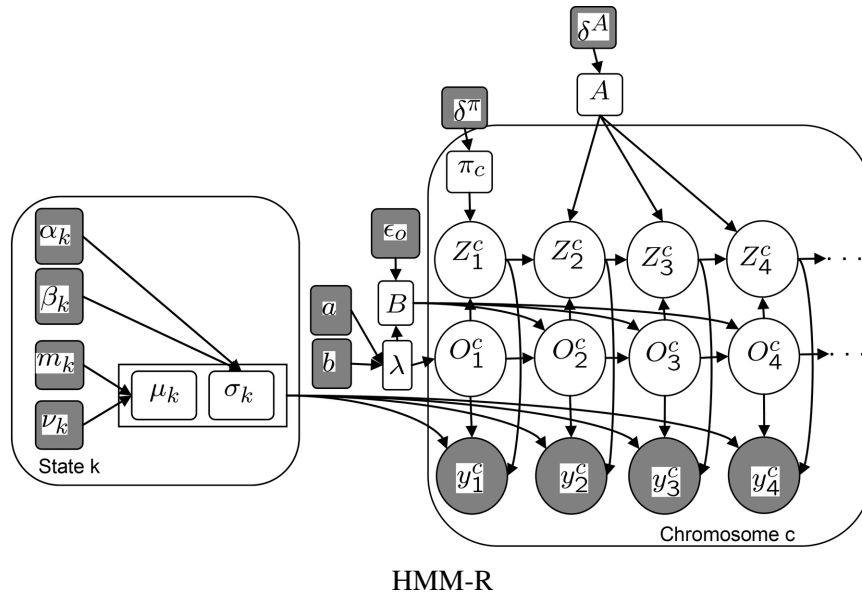 δ^A
A
δ^π
π_c
α_k
β_k
m_k
ν_k
μ_k σ_k
State k
ϵ_o
a
b
B
λ
Z_1^c Z_2^c Z_3^c Z_4^c ···
O_1^c O_2^c O_3^c O_4^c ···
y_1^c y_2^c y_3^c y_4^c
Chromosome c
HMM-R